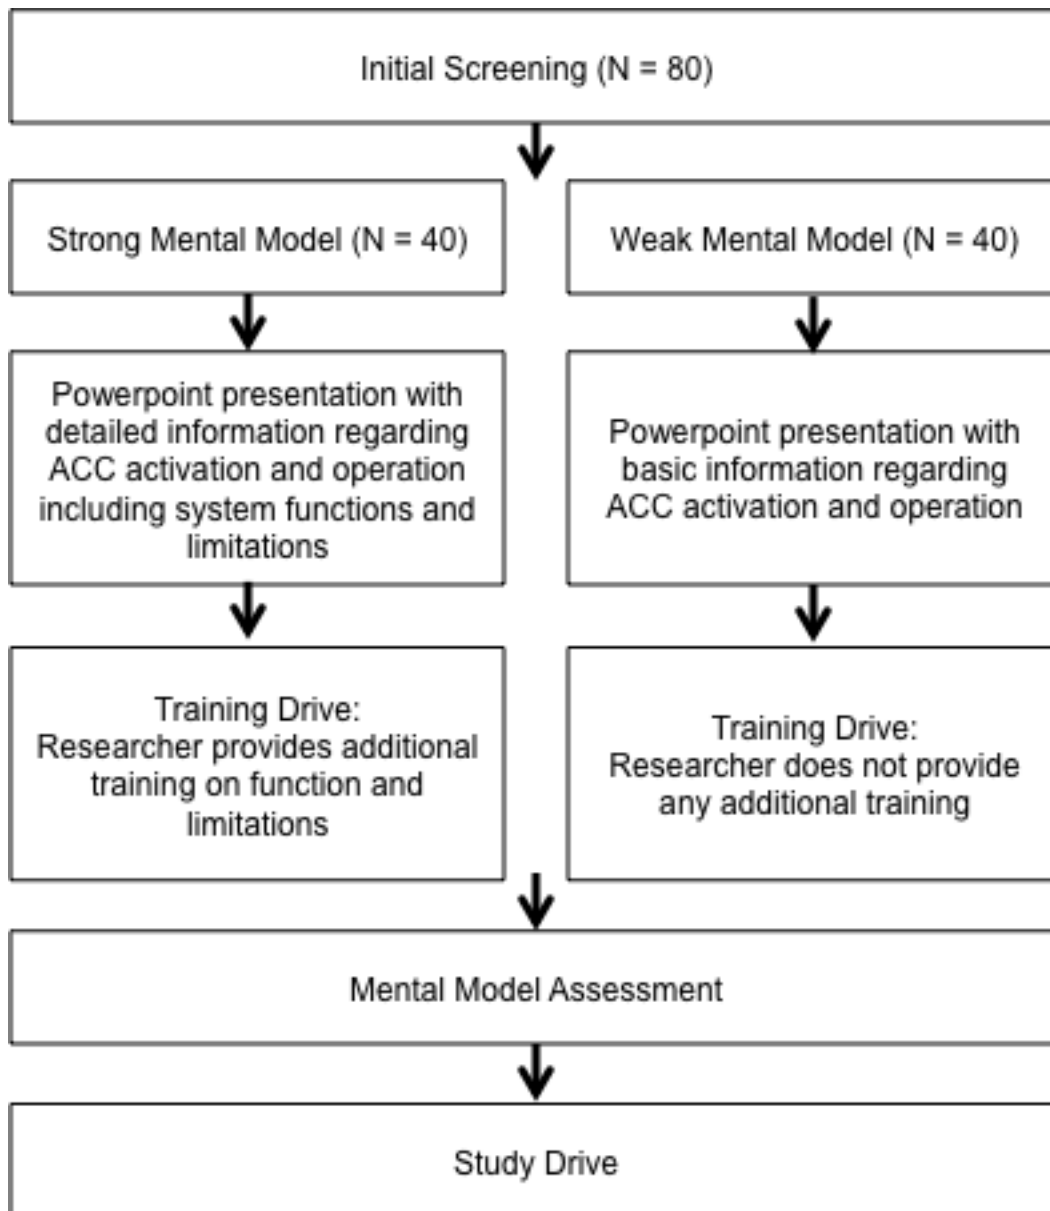 Initial Screening (N = 80)
Strong Mental Model (N = 40)
Weak Mental Model (N = 40)
Powerpoint presentation with
detailed information regarding
ACC activation and operation
including system functions and
limitations
Powerpoint presentation with
basic information regarding
ACC activation and operation
Training Drive:
Researcher provides additional
training on function and
limitations
Training Drive:
Researcher does not provide
any additional training
Mental Model Assessment
Study Drive